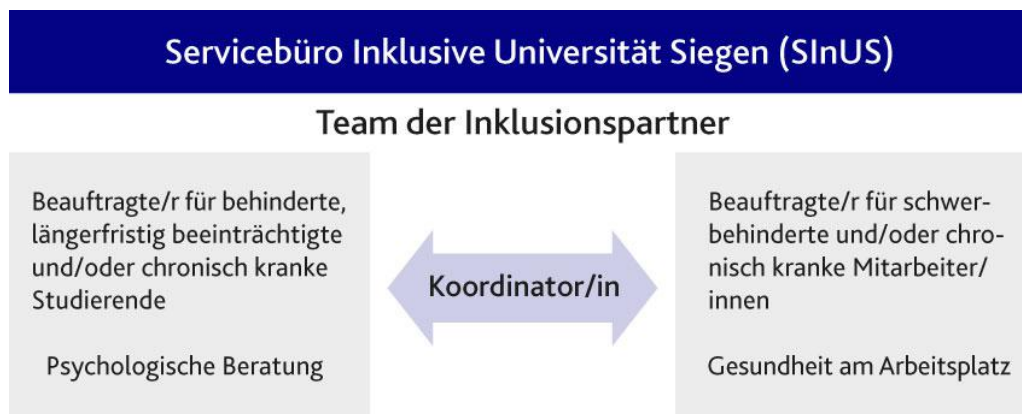 Servicebüro Inklusive Universität Siegen (SInUS)
Team der Inklusionspartner
Beauftragte/r für behinderte,
längerfristig beeinträchtigte
und/oder chronisch kranke
Studierende
Psychologische Beratung
Koordinator/in
Beauftragte/r für schwer-
behinderte und/oder chro-
nisch kranke Mitarbeiter/
innen
Gesundheit am Arbeitsplatz